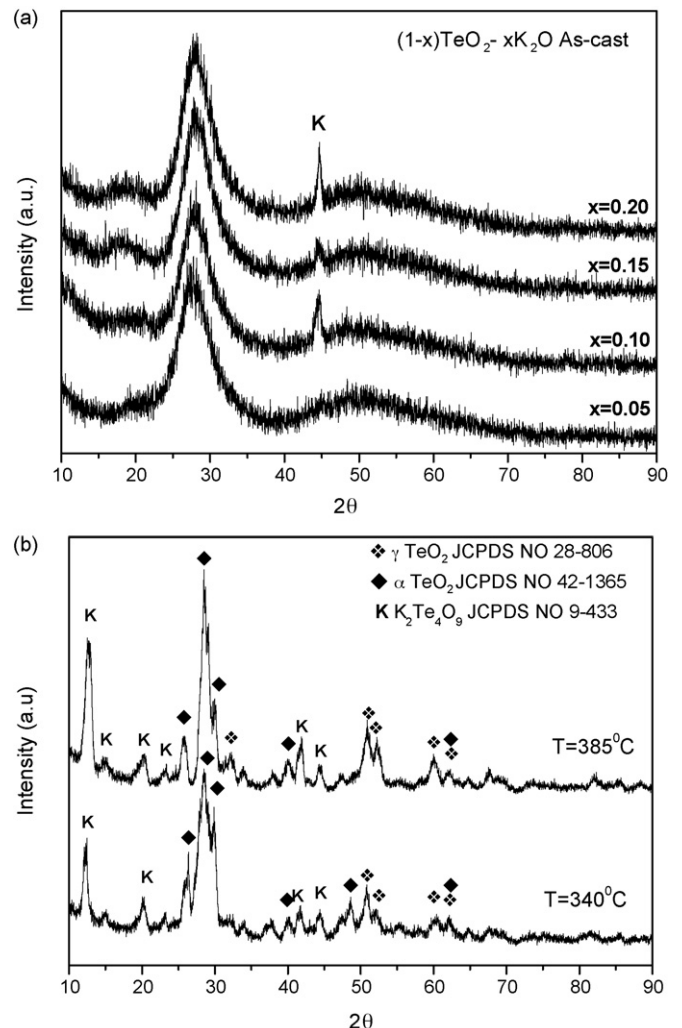 (a)
(1-x)TeO₂- xK₂O As-cast
K
x=0.20
x=0.15
x=0.10
x=0.05
Intensity (a.u.)
10 20 30 40 50 60 70 80 90
2θ
(b)
❖ γ TeO₂ JCPDS NO 28-806
◆ α TeO₂JCPDS NO 42-1365
K K₂Te₄O₉ JCPDS NO 9-433
K
K K K K K
T=385⁰C
K
K K K
T=340⁰C
Intensity (a.u)
10 20 30 40 50 60 70 80 90
2θ